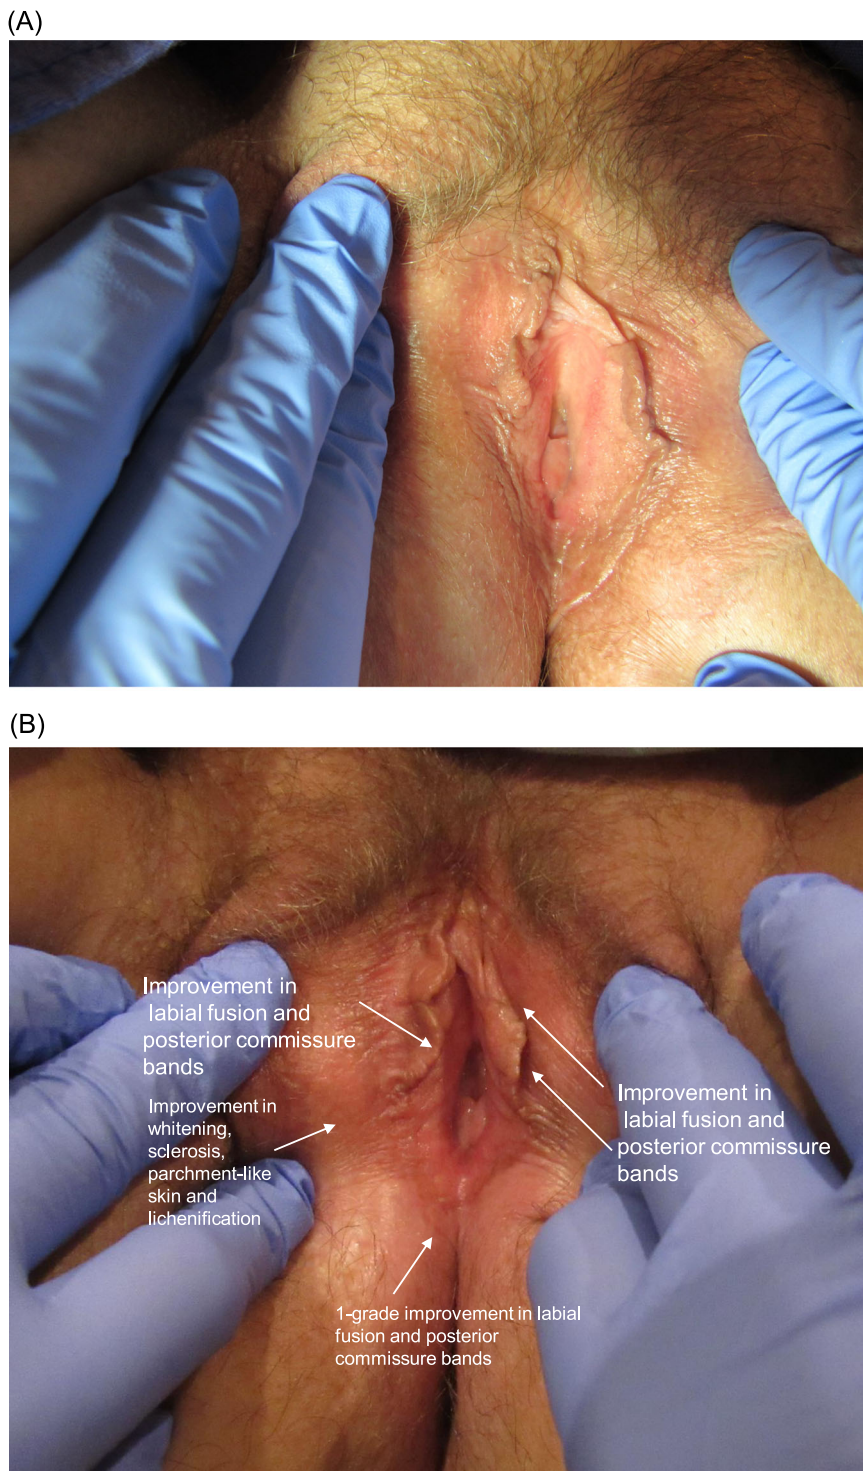 (A)
(B)
Improvement in
labial fusion and
posterior commissure
bands
Improvement in
whitening,
sclerosis,
parchment-like
skin and
lichenification
Improvement in
labial fusion and
posterior commissure
bands
1-grade improvement in labial
fusion and posterior
commissure bands